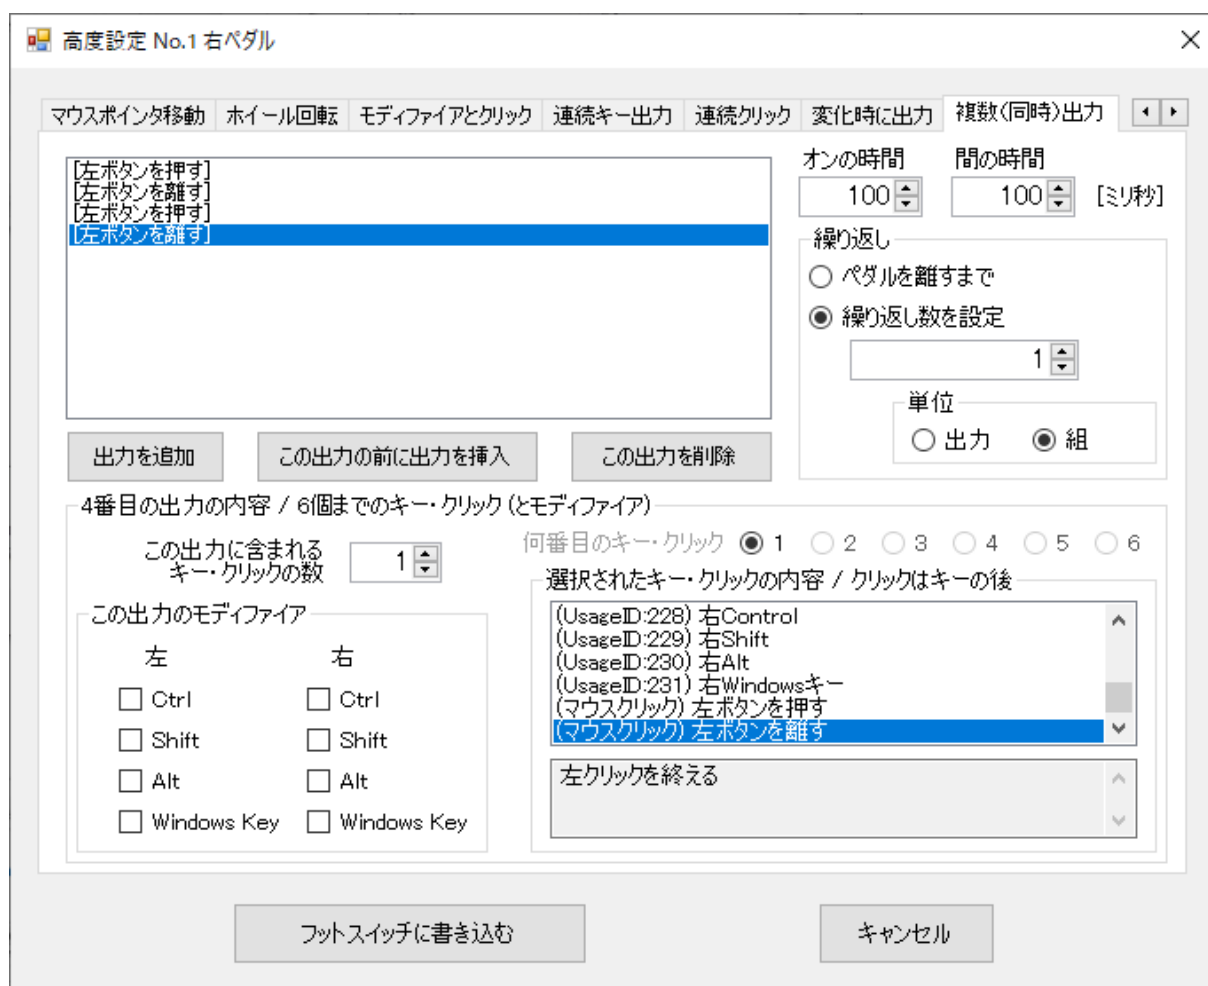 高度設定 No.1 右ペダル
マウスポインタ移動 ホイール回転 モディファイアとクリック 連続キー出力 連続クリック 変化時に出力 複数(同時)出力
[左ボタンを押す]
[左ボタンを離す]
[左ボタンを押す]
[左ボタンを離す]
オンの時間 間の時間
100 100 [ミリ秒]
繰り返し
ペダルを離すまで
繰り返し数を設定
1
単位
出力 組
出力を追加 この出力の前に出力を挿入 この出力を削除
4番目の出力の内容 / 6個までのキー・クリック (とモディファイア)
この出力に含まれる
キー・クリックの数
1
何番目のキー・クリック 1 2 3 4 5 6
この出力のモディファイア
左 右
Ctrl Ctrl
Shift Shift
Alt Alt
Windows Key Windows Key
選択されたキー・クリックの内容 / クリックはキーの後
(UsageID:228) 右Control
(UsageID:229) 右Shift
(UsageID:230) 右Alt
(UsageID:231) 右Windowsキー
(マウスクリック) 左ボタンを押す
(マウスクリック) 左ボタンを離す
左クリックを終える
フットスイッチに書き込む キャンセル